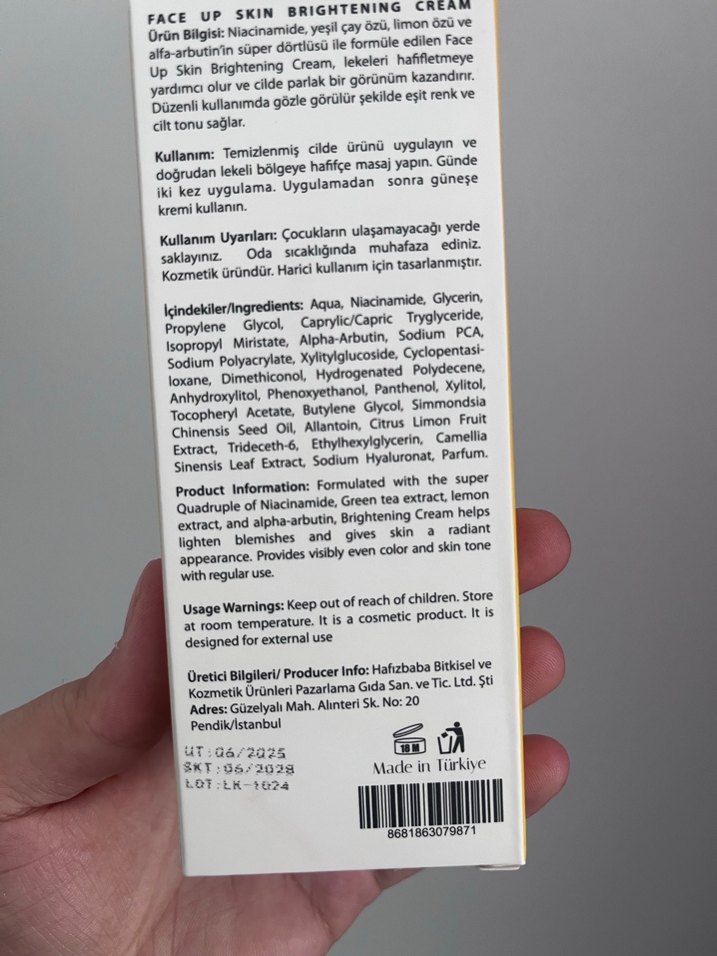 FACE UP SKIN BRIGHTENING CREAM
Ürün Bilgisi: Niacinamide, yeşil çay özü, limon özü ve
alfa-arbutin'in süper dörtlüsü ile formüle edilen Face
Up Skin Brightening Cream, lekeleri hafifletmeye
yardımcı olur ve cilde parlak bir görünüm kazandırır.
Düzenli kullanımda gözle görülür şekilde eşit renk ve
cilt tonu sağlar.
Kullanım: Temizlenmiş cilde ürünü uygulayın ve
doğrudan lekeli bölgeye hafifçe masaj yapın. Günde
iki kez uygulama. Uygulamadan sonra güneşe
kremi kullanın.
Kullanım Uyarıları: Çocukların ulaşamayacağı yerde
saklayınız. Oda sıcaklığında muhafaza ediniz.
Kozmetik üründür. Harici kullanım için tasarlanmıştır.
İçindekiler/Ingredients: Aqua, Niacinamide, Glycerin,
Propylene Glycol, Caprylic/Capric Tryglyceride,
Isopropyl Miristate, Alpha-Arbutin, Sodium PCA,
Sodium Polyacrylate, Xylitylglucoside, Cyclopentasi-
loxane, Dimethiconol, Hydrogenated Polydecene,
Anhydroxylitol, Phenoxyethanol, Panthenol, Xylitol,
Tocopheryl Acetate, Butylene Glycol, Simmondsia
Chinensis Seed Oil, Allantoin, Citrus Limon Fruit
Extract, Trideceth-6, Ethylhexylglycerin, Camellia
Sinensis Leaf Extract, Sodium Hyaluronat, Parfum.
Product Information: Formulated with the super
Quadruple of Niacinamide, Green tea extract, lemon
extract, and alpha-arbutin, Brightening Cream helps
lighten blemishes and gives skin a radiant
appearance. Provides visibly even color and skin tone
with regular use.
Usage Warnings: Keep out of reach of children. Store
at room temperature. It is a cosmetic product. It is
designed for external use
Üretici Bilgileri/ Producer Info: Hafızbaba Bitkisel ve
Kozmetik Ürünleri Pazarlama Gıda San. ve Tic. Ltd. Şti
Adres: Güzelyalı Mah. Alınteri Sk. No: 20
Pendik/İstanbul
UT:06/2025
SKT:06/2028
LOT:LK-1024
18 M
Made in Türkiye
8681863079871